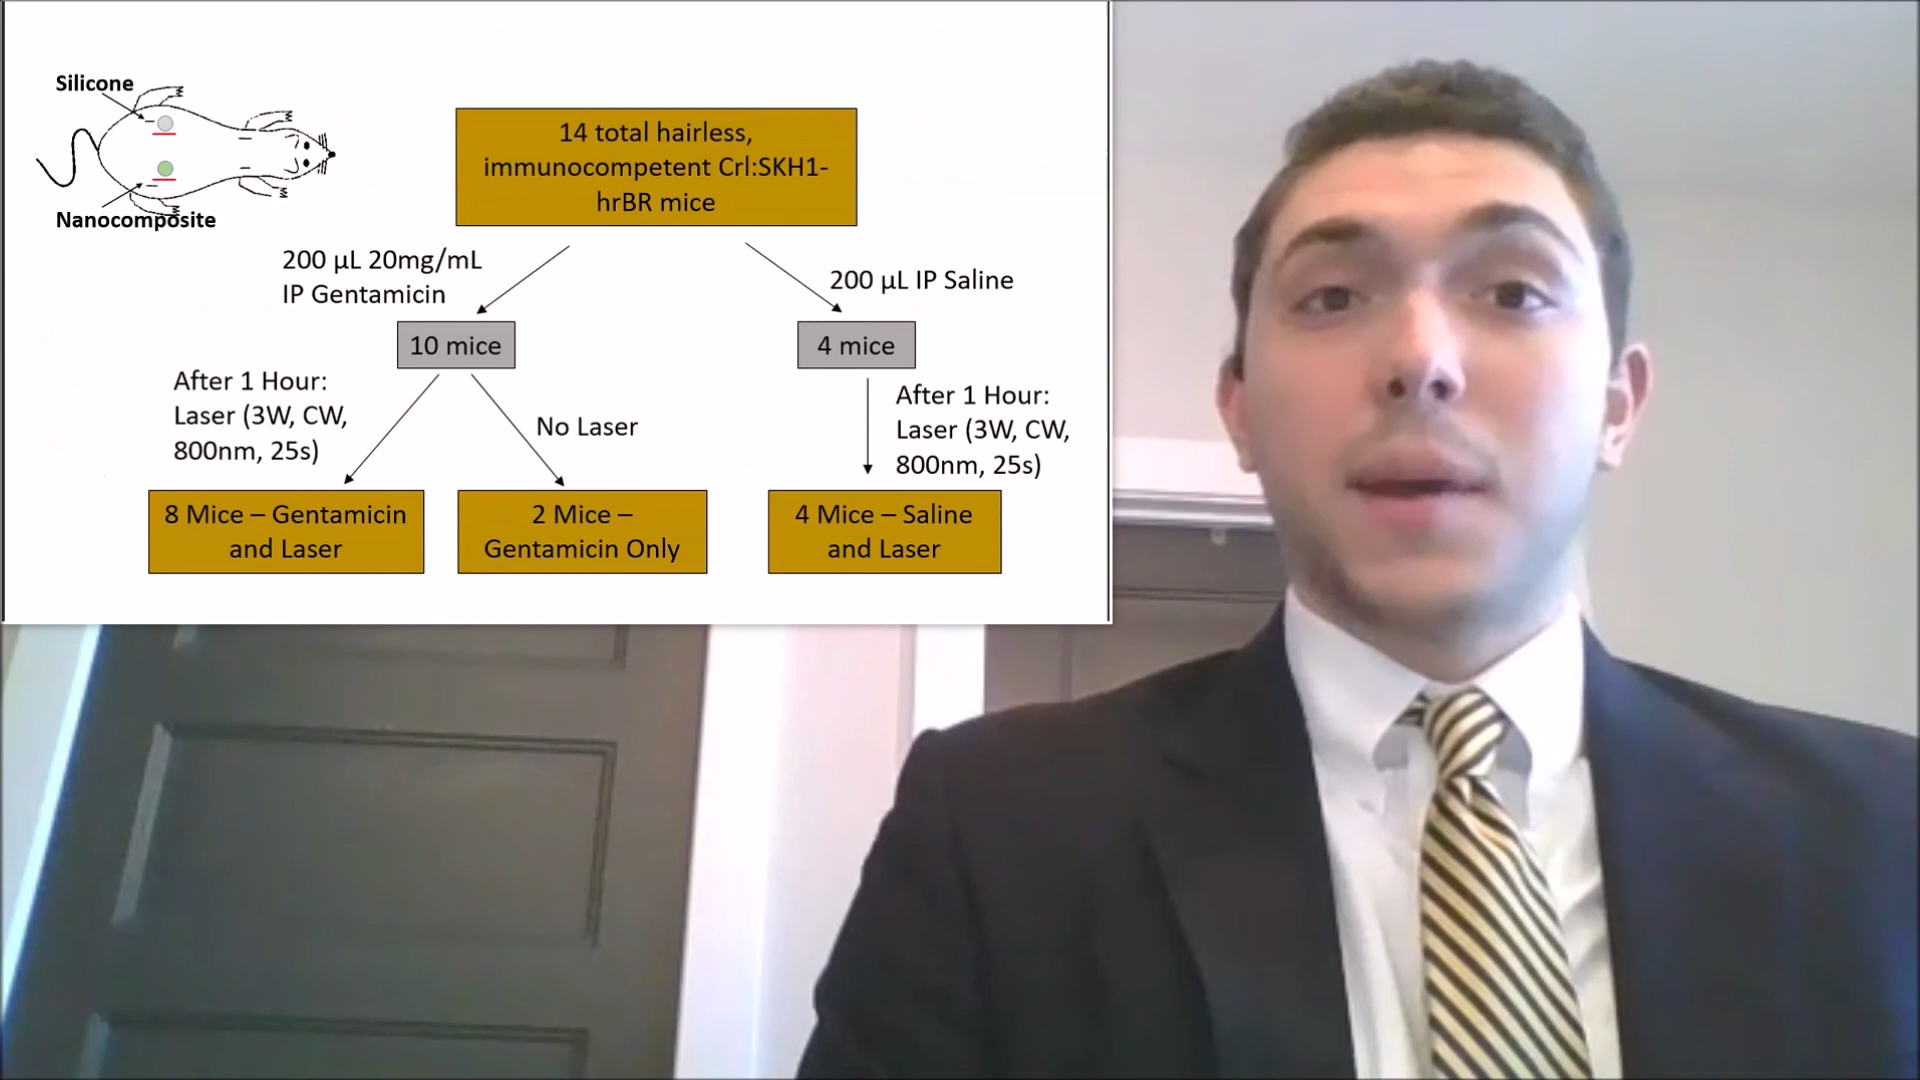 Silicone
Nanocomposite
14 total hairless,
immunocompetent Crl:SKH1-
hrBR mice
200 µL 20mg/mL
IP Gentamicin
200 µL IP Saline
10 mice
4 mice
After 1 Hour:
Laser (3W, CW,
800nm, 25s)
No Laser
After 1 Hour:
Laser (3W, CW,
800nm, 25s)
8 Mice – Gentamicin
and Laser
2 Mice –
Gentamicin Only
4 Mice – Saline
and Laser